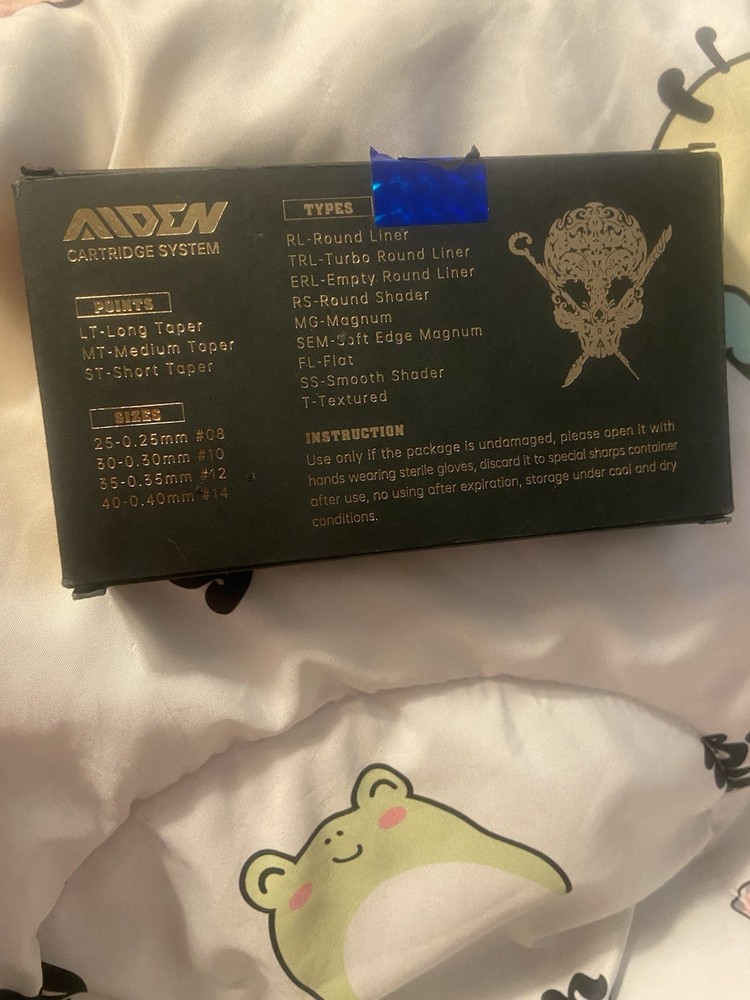 AIDEN
CARTRIDGE SYSTEM
POINTS
LT-Long Taper
MT-Medium Taper
ST-Short Taper
SIZES
25-0.25mm #08
30-0.30mm #10
35-0.35mm #12
40-0.40mm #14
TYPES
RL-Round Liner
TRL-Turbo Round Liner
ERL-Empty Round Liner
RS-Round Shader
MG-Magnum
SEM-Soft Edge Magnum
FL-Flat
SS-Smooth Shader
T-Textured
INSTRUCTION
Use only if the package is undamaged, please open it with
hands wearing sterile gloves, discard it to special sharps container
after use, no using after expiration, storage under cool and dry
conditions.